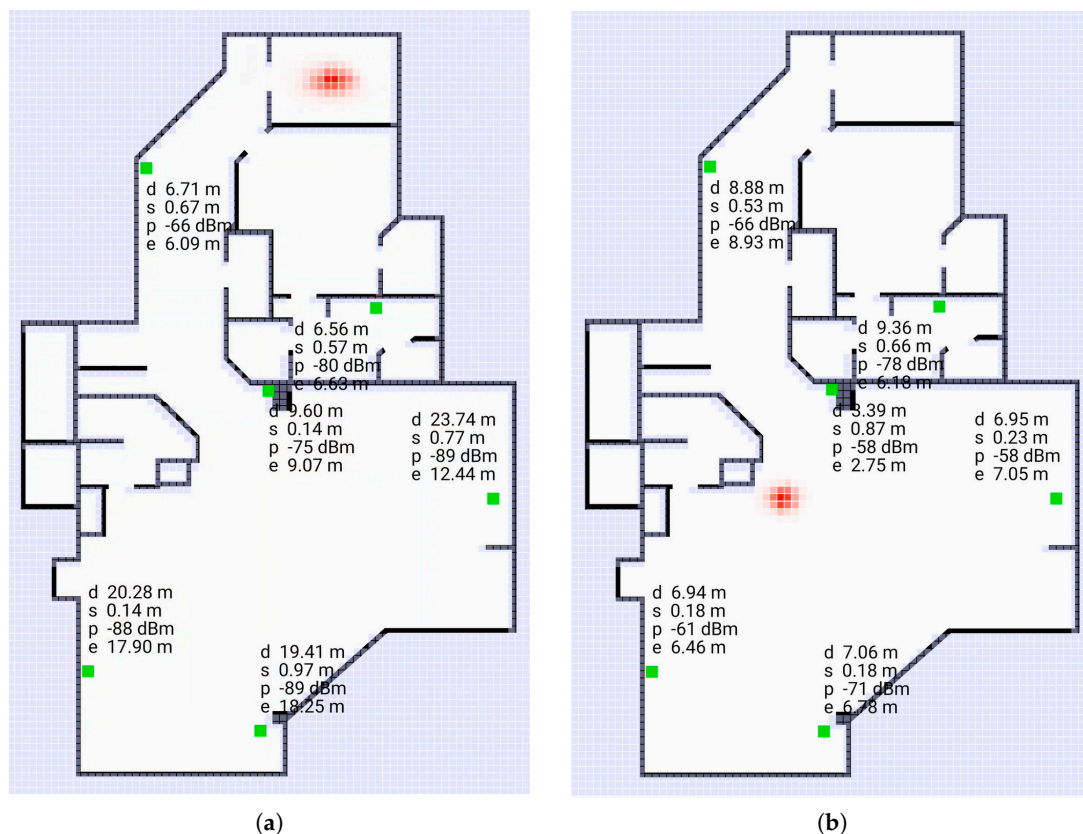 d 6.71 m
s 0.67 m
p -66 dBm
e 6.09 m
d 6.56 m
s 0.57 m
p -80 dBm
e 6.63 m
d 9.60 m
s 0.14 m
p -75 dBm
e 9.07 m
d 23.74 m
s 0.77 m
p -89 dBm
e 12.44 m
d 20.28 m
s 0.14 m
p -88 dBm
e 17.90 m
d 19.41 m
s 0.97 m
p -89 dBm
e 18.25 m
(a)
d 8.88 m
s 0.53 m
p -66 dBm
e 8.93 m
d 9.36 m
s 0.66 m
p -78 dBm
e 6.18 m
d 3.39 m
s 0.87 m
p -58 dBm
e 2.75 m
d 6.95 m
s 0.23 m
p -58 dBm
e 7.05 m
d 6.94 m
s 0.18 m
p -61 dBm
e 6.46 m
d 7.06 m
s 0.18 m
p -71 dBm
e 6.78 m
(b)